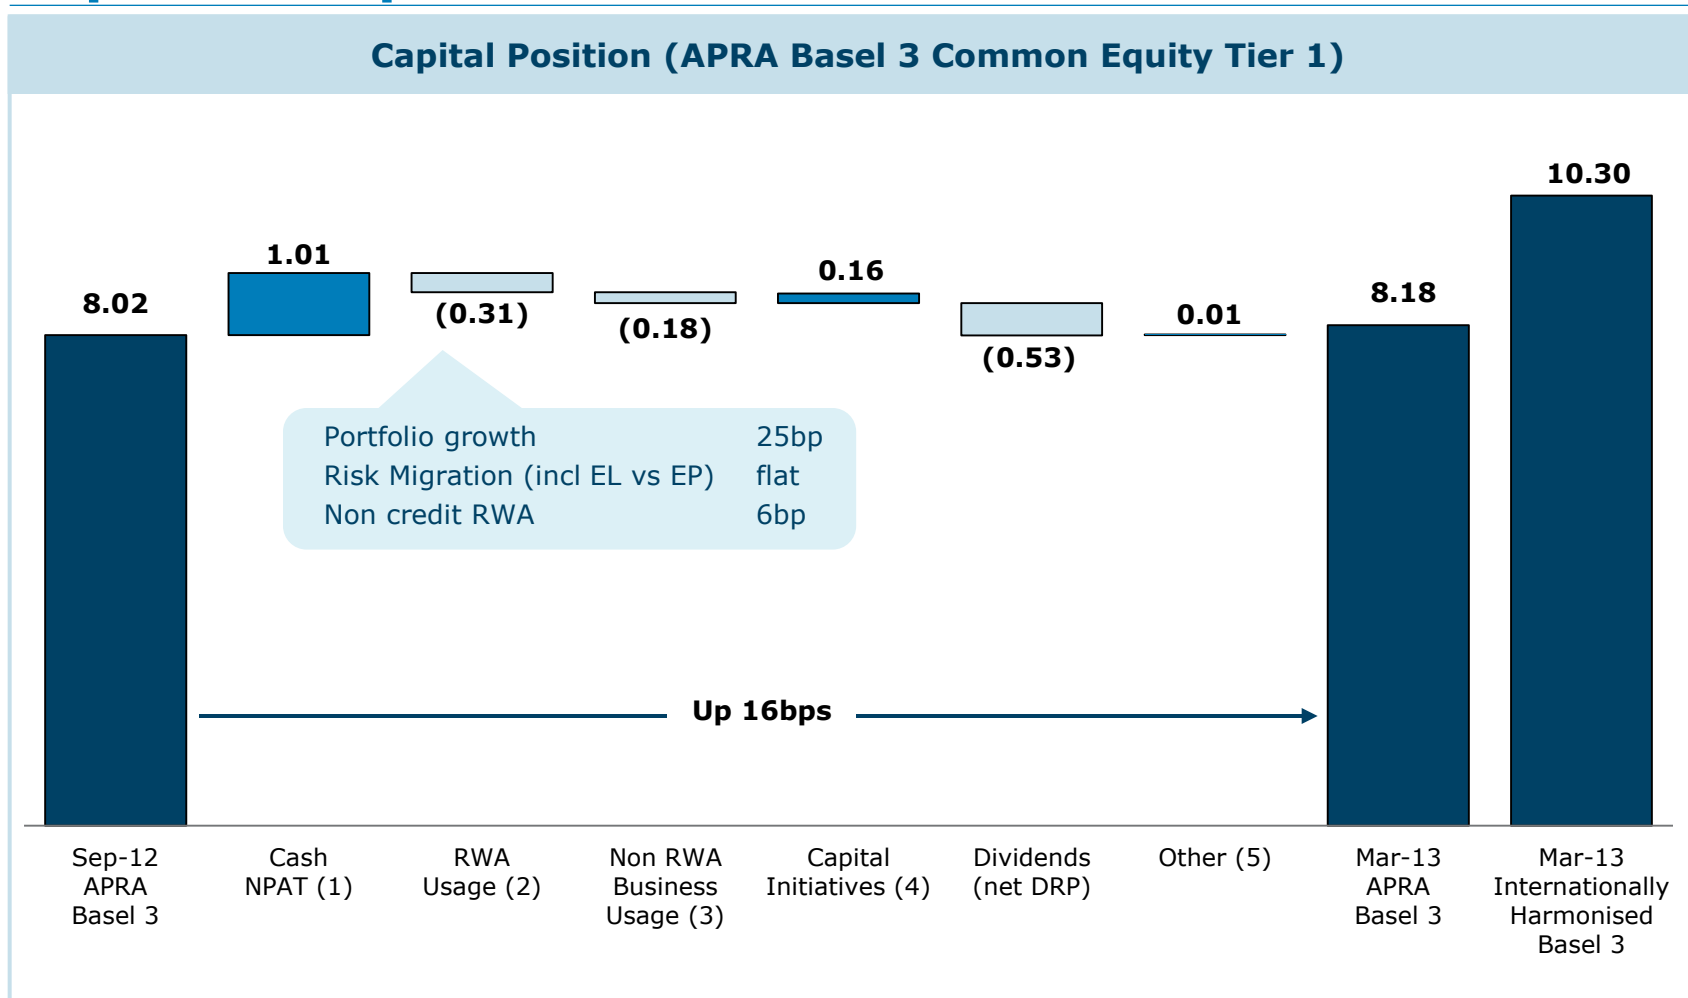 Capital Position (APRA Basel 3 Common Equity Tier 1)
10.30
1.01
0.16
8.02
(0.31)
(0.18)
(0.53)
0.01
8.18
Portfolio growth 25bp
Risk Migration (incl EL vs EP) flat
Non credit RWA 6bp
Up 16bps
Sep-12
APRA
Basel 3
Cash
NPAT (1)
RWA
Usage (2)
Non RWA
Business
Usage (3)
Capital
Initiatives (4)
Dividends
(net DRP)
Other (5)
Mar-13
APRA
Basel 3
Mar-13
Internationally
Harmonised
Basel 3